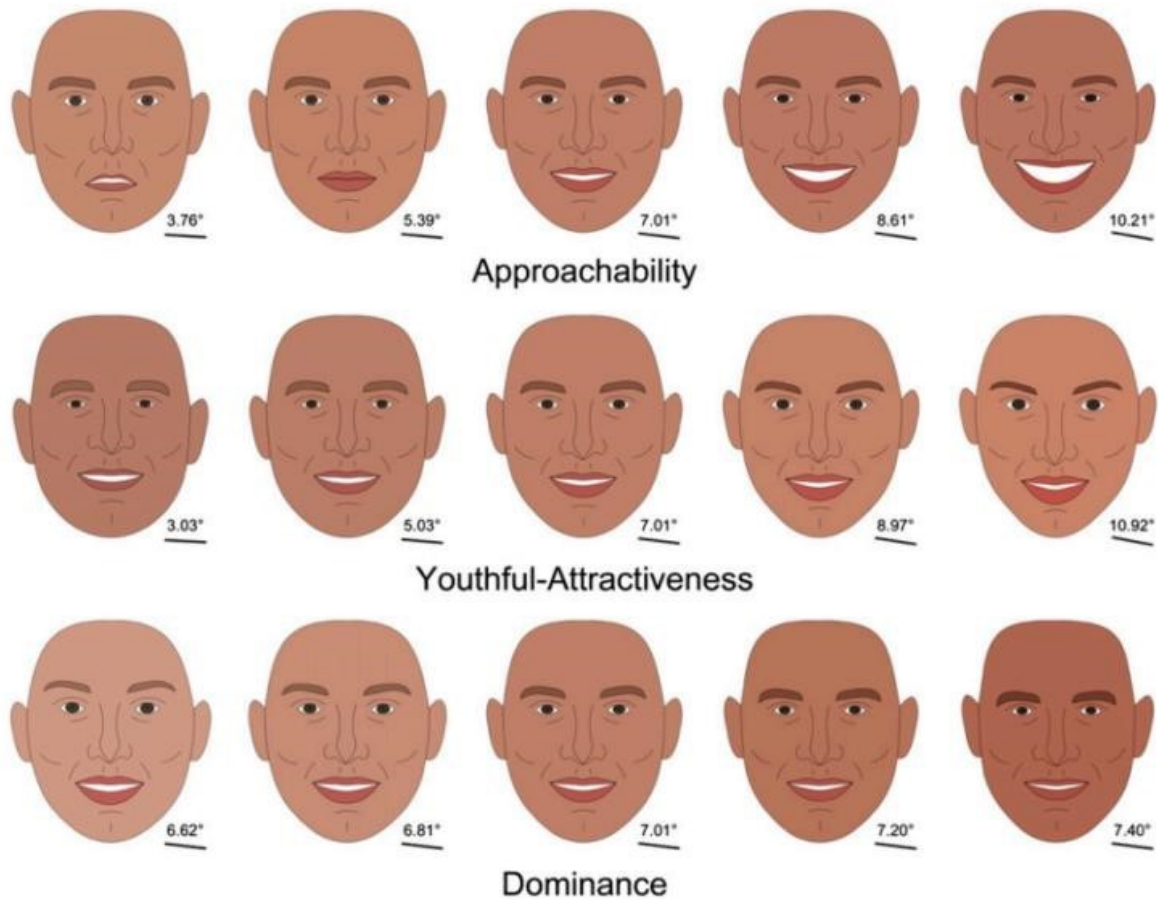 3.76° 5.39° 7.01° 8.61° 10.21°
Approachability
3.03° 5.03° 7.01° 8.97° 10.92°
Youthful-Attractiveness
6.62° 6.81° 7.01° 7.20° 7.40°
Dominance